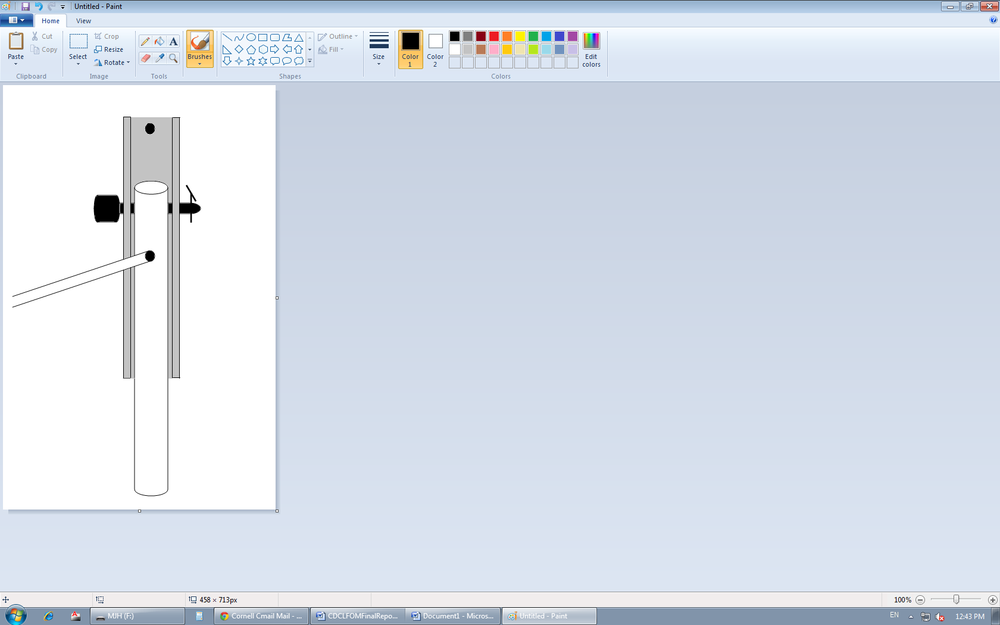 Untitled - Paint
Home View
Paste
Cut
Copy
Clipboard
Select
Crop
Resize
Rotate
Image
A
Tools
Brushes
Shapes
Outline
Fill
Size
Color 1
Color 2
Edit colors
Colors
458 × 713px
100%
MJH (F:)
Cornell Cmail Mail - ...
CDCLFOMFinalRepo...
Document1 - Micros...
Untitled - Paint
EN
12:43 PM